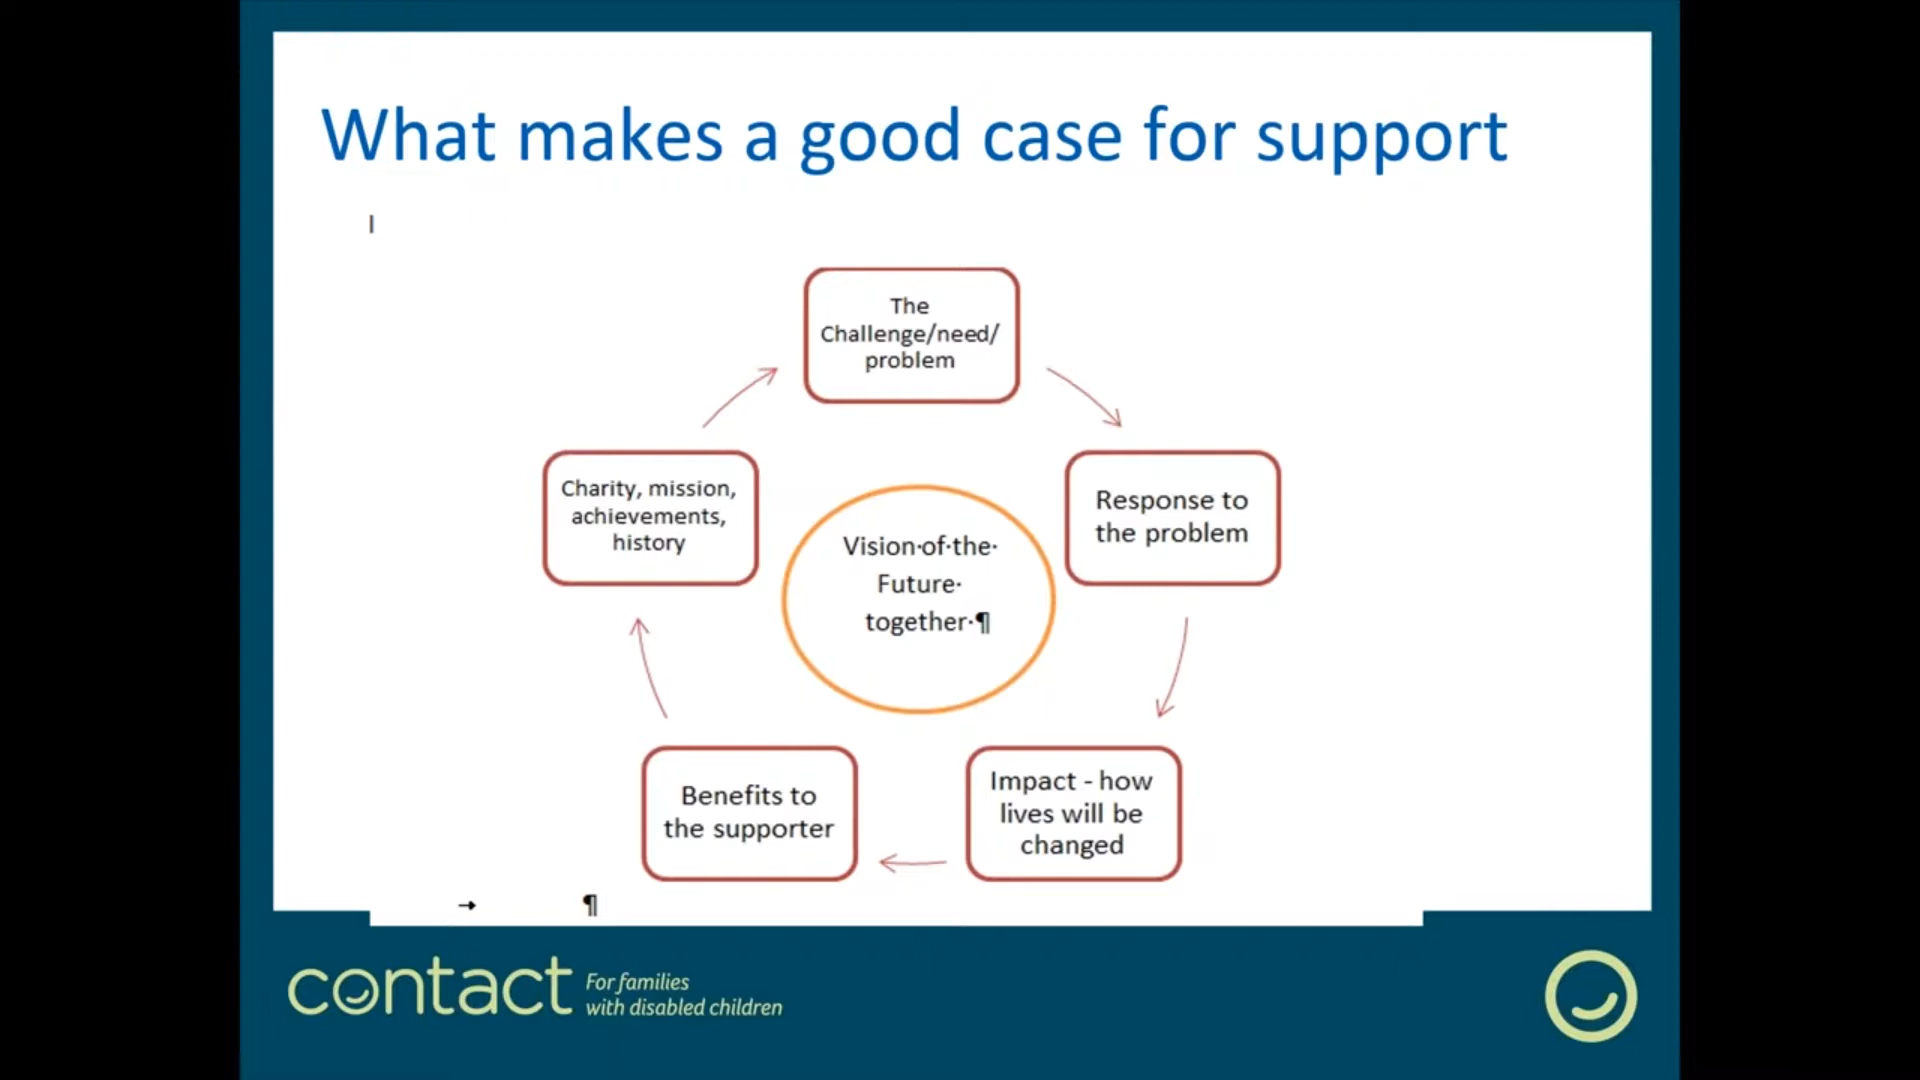 What makes a good case for support
The
Challenge/need/
problem
Response to
the problem
Impact - how
lives will be
changed
Benefits to
the supporter
Charity, mission,
achievements,
history
Vision·of·the·
Future·
together·¶
→ ¶
contact
For families
with disabled children